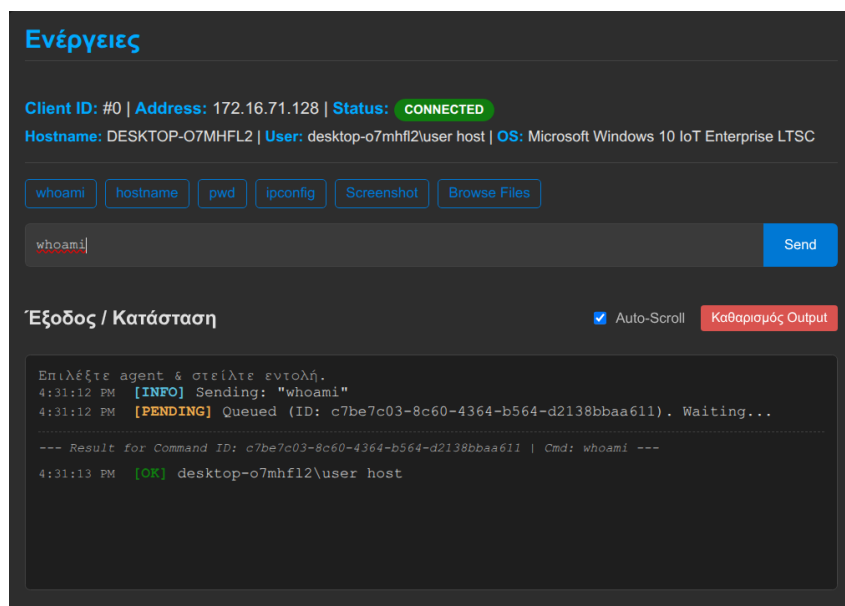 Ενέργειες
Client ID: #0 | Address: 172.16.71.128 | Status: CONNECTED
Hostname: DESKTOP-O7MHFL2 | User: desktop-o7mhfl2\user host | OS: Microsoft Windows 10 IoT Enterprise LTSC
whoami hostname pwd ipconfig Screenshot Browse Files
whoami Send
Έξοδος / Κατάσταση Auto-Scroll Καθαρισμός Output
Επιλέξτε agent & στείλτε εντολή.
4:31:12 PM [INFO] Sending: "whoami"
4:31:12 PM [PENDING] Queued (ID: c7be7c03-8c60-4364-b564-d2138bbaa611). Waiting...
--- Result for Command ID: c7be7c03-8c60-4364-b564-d2138bbaa611 | Cmd: whoami ---
4:31:13 PM [OK] desktop-o7mhfl2\user host